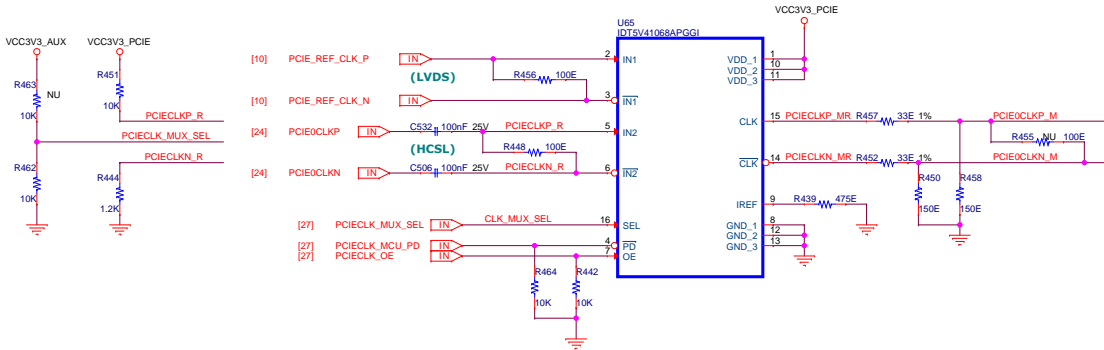 VCC3V3_AUX
VCC3V3_PCIE
R463
NU
10K
R451
10K
PCIECLKP_R
PCIECLK_MUX_SEL
PCIECLKN_R
R462
10K
R444
1.2K
[10] PCIE_REF_CLK_P IN
(LVDS)
R456 100E
[10] PCIE_REF_CLK_N IN
[24] PCIE0CLKP IN C532 100nF 25V PCIECLKP_R
(HCSL)
R448 100E
[24] PCIE0CLKN IN C506 100nF 25V PCIECLKN_R
[27] PCIECLK_MUX_SEL IN CLK_MUX_SEL
[27] PCIECLK_MCU_PD IN
[27] PCIECLK_OE IN
R464
10K
R442
10K
U65
IDT5V41068APGGI
2 IN1
3 IN1
5 IN2
6 IN2
16 SEL
4 PD
7 OE
VDD_1 1
VDD_2 10
VDD_3 11
CLK 15
CLK 14
IREF 9
GND_1 8
GND_2 12
GND_3 13
VCC3V3_PCIE
PCIECLKP_MR R457 33E 1% PCIE0CLKP_M
R455 NU 100E
PCIECLKN_MR R452 33E 1% PCIE0CLKN_M
R450
150E
R458
150E
R439 475E